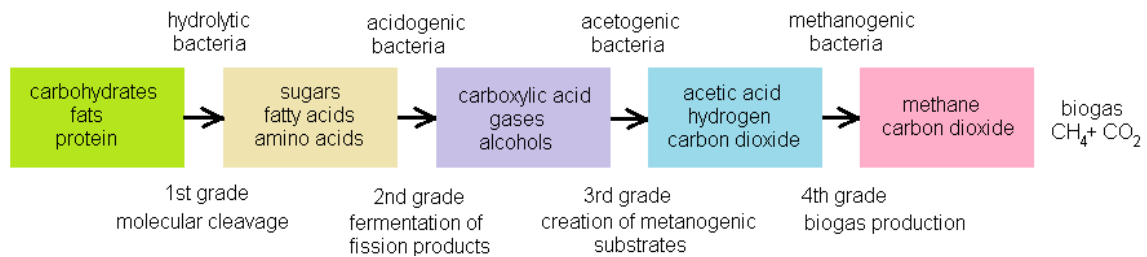 hydrolytic
bacteria
acidogenic
bacteria
acetogenic
bacteria
methanogenic
bacteria
carbohydrates
fats
protein
sugars
fatty acids
amino acids
carboxylic acid
gases
alcohols
acetic acid
hydrogen
carbon dioxide
methane
carbon dioxide
biogas
CH₄+ CO₂
1st grade
molecular cleavage
2nd grade
fermentation of
fission products
3rd grade
creation of metanogenic
substrates
4th grade
biogas production